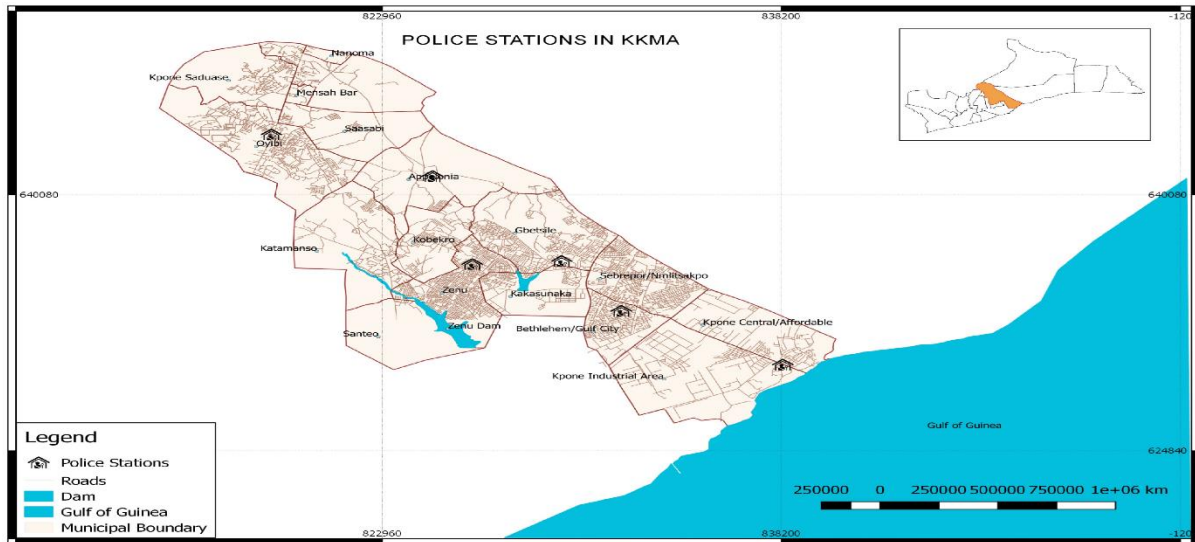 822960
838200
-120
POLICE STATIONS IN KKMA
Nanoma
Kpone Saduase
Mensah Bar
Saasabi
Oyibi
Appolonia
640080
640080
Gbetsile
Kobekro
Katamanso
Sebrepor/Nmlitsakpo
Zenu
Kakasunaka
Kpone Central/Affordable
Zenu Dam
Bethlehem/Gulf City
Santeo
Kpone Industrial Area
Gulf of Guinea
Legend
Police Stations
Roads
Dam
Gulf of Guinea
Municipal Boundary
624840
624840
250000 0 250000 500000 750000 1e+06 km
822960
838200
-120